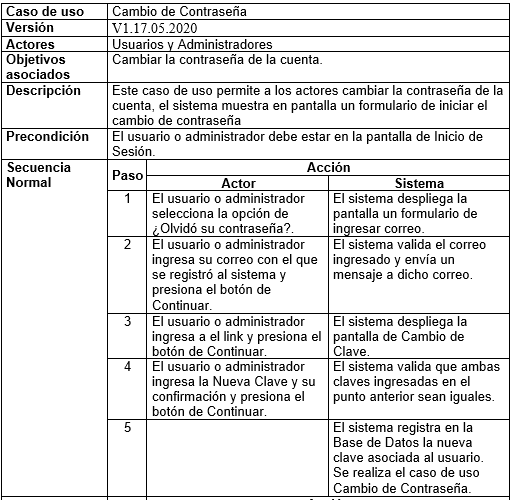 Caso de uso Cambio de Contraseña
Versión V1.17.05.2020
Actores Usuarios y Administradores
Objetivos Cambiar la contraseña de la cuenta.
asociados
Descripción Este caso de uso permite a los actores cambiar la contraseña de la
cuenta, el sistema muestra en pantalla un formulario de iniciar el
cambio de contraseña
Precondición El usuario o administrador debe estar en la pantalla de Inicio de
Sesión.
Secuencia
Normal
Paso
Acción
Actor Sistema
1
El usuario o administrador
selecciona la opción de
¿Olvidó su contraseña?.
El sistema despliega la
pantalla un formulario de
ingresar correo.
2
El usuario o administrador
ingresa su correo con el que
se registró al sistema y
presiona el botón de
Continuar.
El sistema valida el correo
ingresado y envía un
mensaje a dicho correo.
3
El usuario o administrador
ingresa a el link y presiona el
botón de Continuar.
El sistema despliega la
pantalla de Cambio de
Clave.
4
El usuario o administrador
ingresa la Nueva Clave y su
confirmación y presiona el
botón de Continuar.
El sistema valida que ambas
claves ingresadas en el
punto anterior sean iguales.
5
El sistema registra en la
Base de Datos la nueva
clave asociada al usuario.
Se realiza el caso de uso
Cambio de Contraseña.